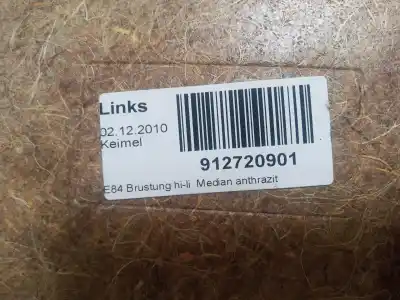 Links
02.12.2010
Keimel
912720901
E84 Brustung hi-li Median anthrazit